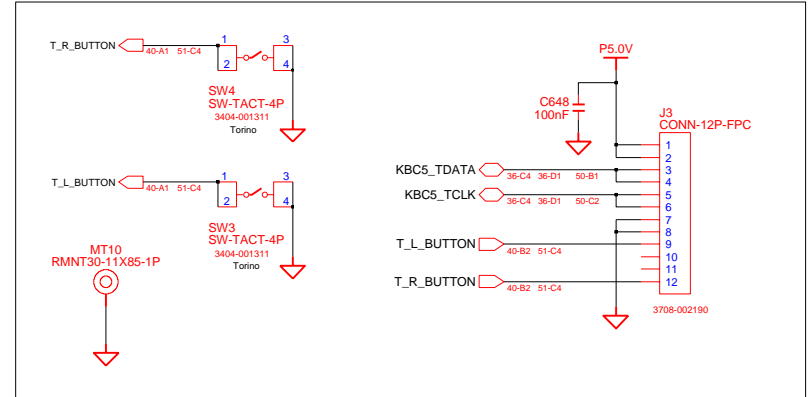 T_R_BUTTON
40-A1 51-C4
1
2
3
4
SW4
SW-TACT-4P
3404-001311
Torino
T_L_BUTTON
40-A1 51-C4
1
2
3
4
SW3
SW-TACT-4P
3404-001311
Torino
MT10
RMNT30-11X85-1P
P5.0V
C648
100nF
J3
CONN-12P-FPC
1
2
KBC5_TDATA
36-C4 36-D1 50-B1
3
4
KBC5_TCLK
36-C4 36-D1 50-C2
5
6
7
8
T_L_BUTTON
40-B2 51-C4
9
10
11
T_R_BUTTON
40-B2 51-C4
12
3708-002190